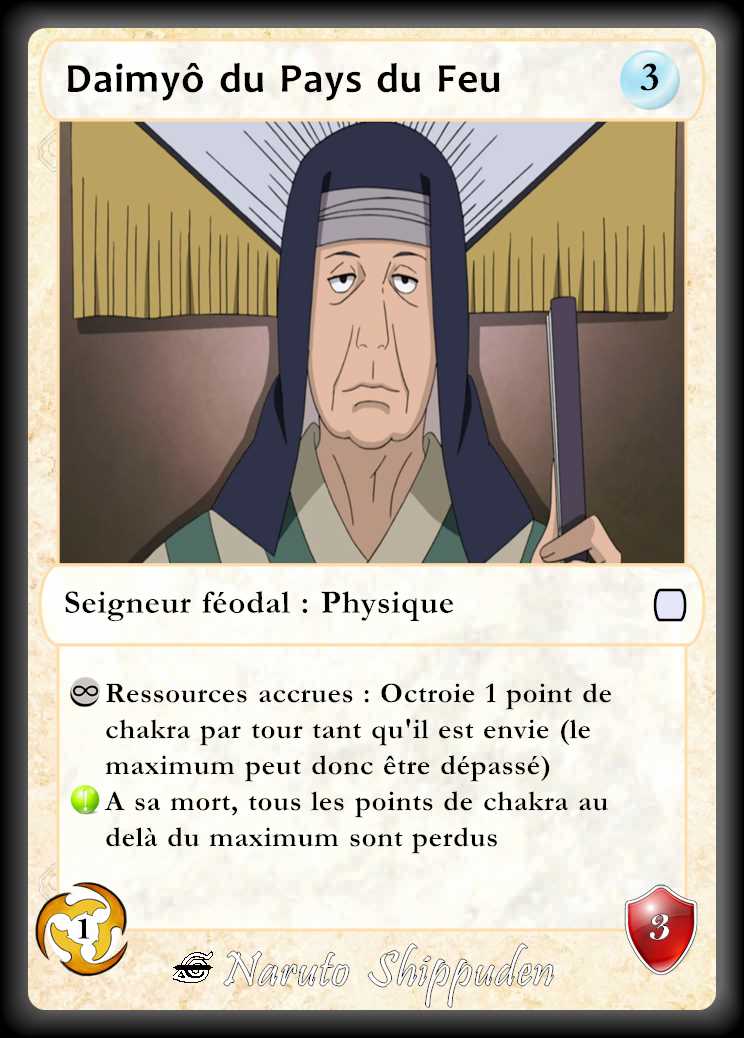 Daimyô du Pays du Feu
3
Seigneur féodal : Physique
∞ Ressources accrues : Octroie 1 point de
chakra par tour tant qu'il est envie (le
maximum peut donc être dépassé)
A sa mort, tous les points de chakra au
delà du maximum sont perdus
1
3
Naruto Shippuden